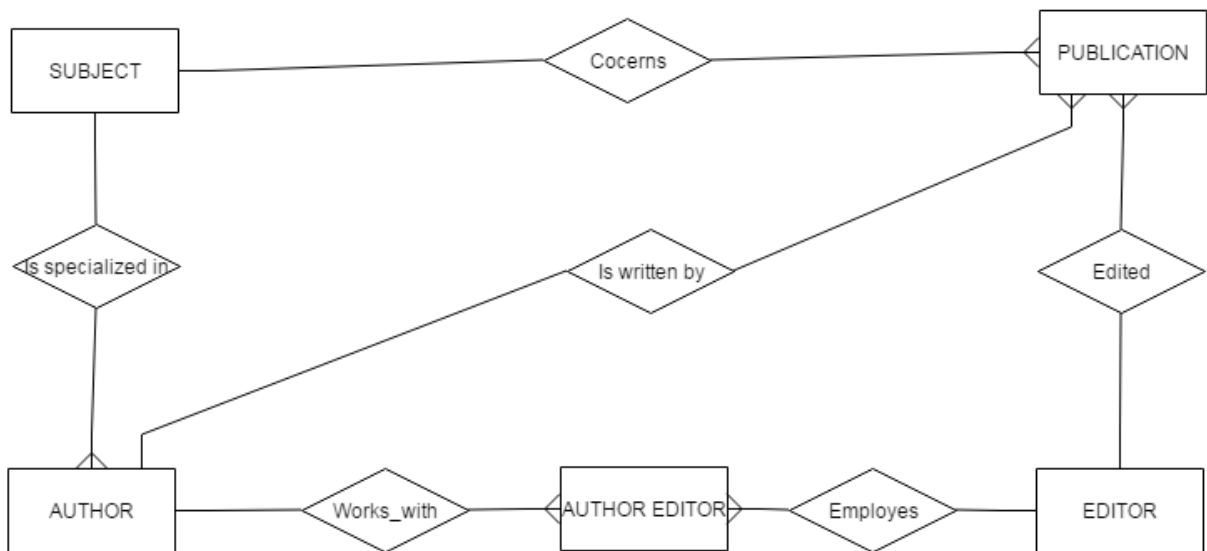 SUBJECT
Cocerns
PUBLICATION
Is specialized in
Is written by
Edited
AUTHOR
Works_with
AUTHOR EDITOR
Employes
EDITOR